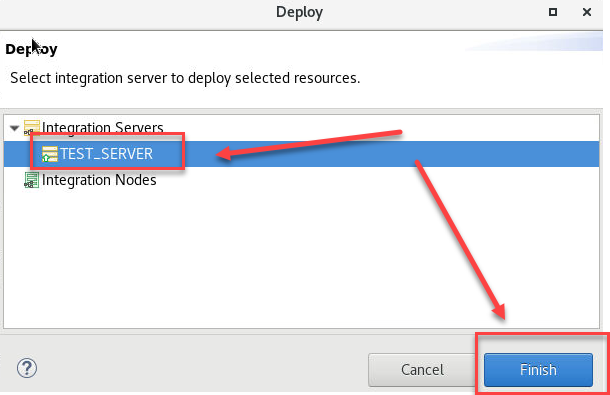 Deploy
Deploy
Select integration server to deploy selected resources.
Integration Servers
TEST_SERVER
Integration Nodes
?
Cancel
Finish